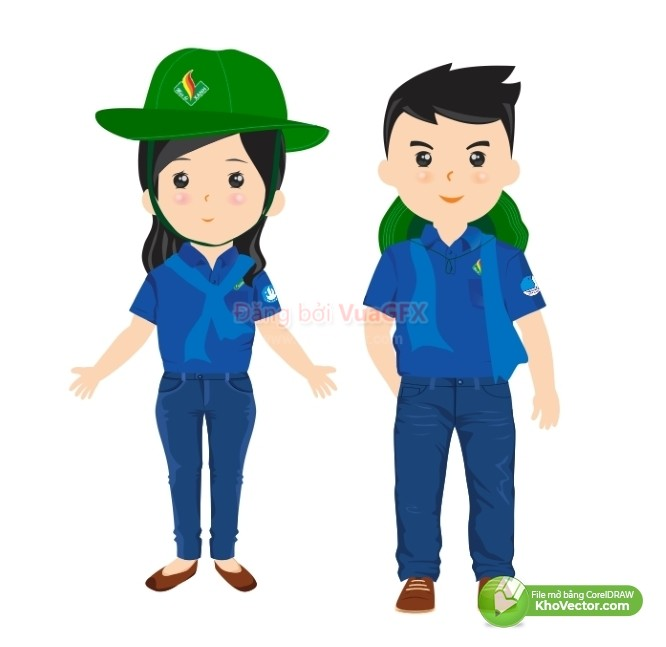 Đăng bởi VuaGFX
File mở bằng CorelDRAW
KhoVector.com